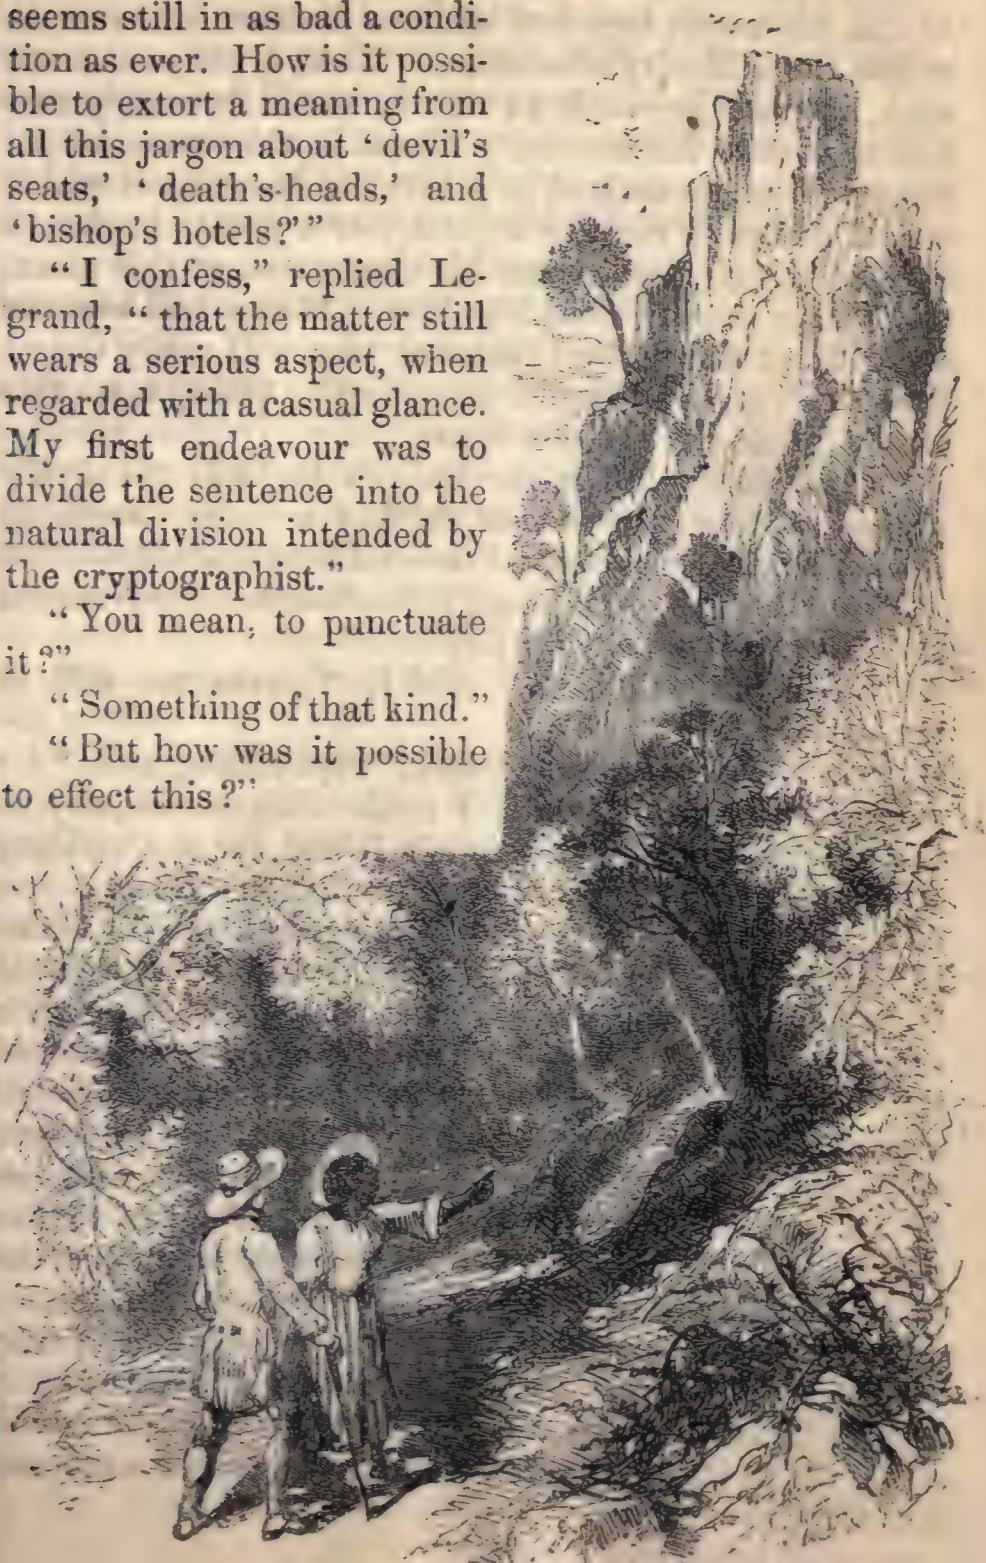 seems still in as bad a condi-
tion as ever. How is it possi-
ble to extort a meaning from
all this jargon about ‘devil's
seats,’ ‘death's-heads,’ and
‘bishop's hotels?’”
“I confess,” replied Le-
grand, “that the matter still
wears a serious aspect, when
regarded with a casual glance.
My first endeavour was to
divide the sentence into the
natural division intended by
the cryptographist.”
“You mean, to punctuate
it?”
“Something of that kind.”
“But how was it possible
to effect this?”